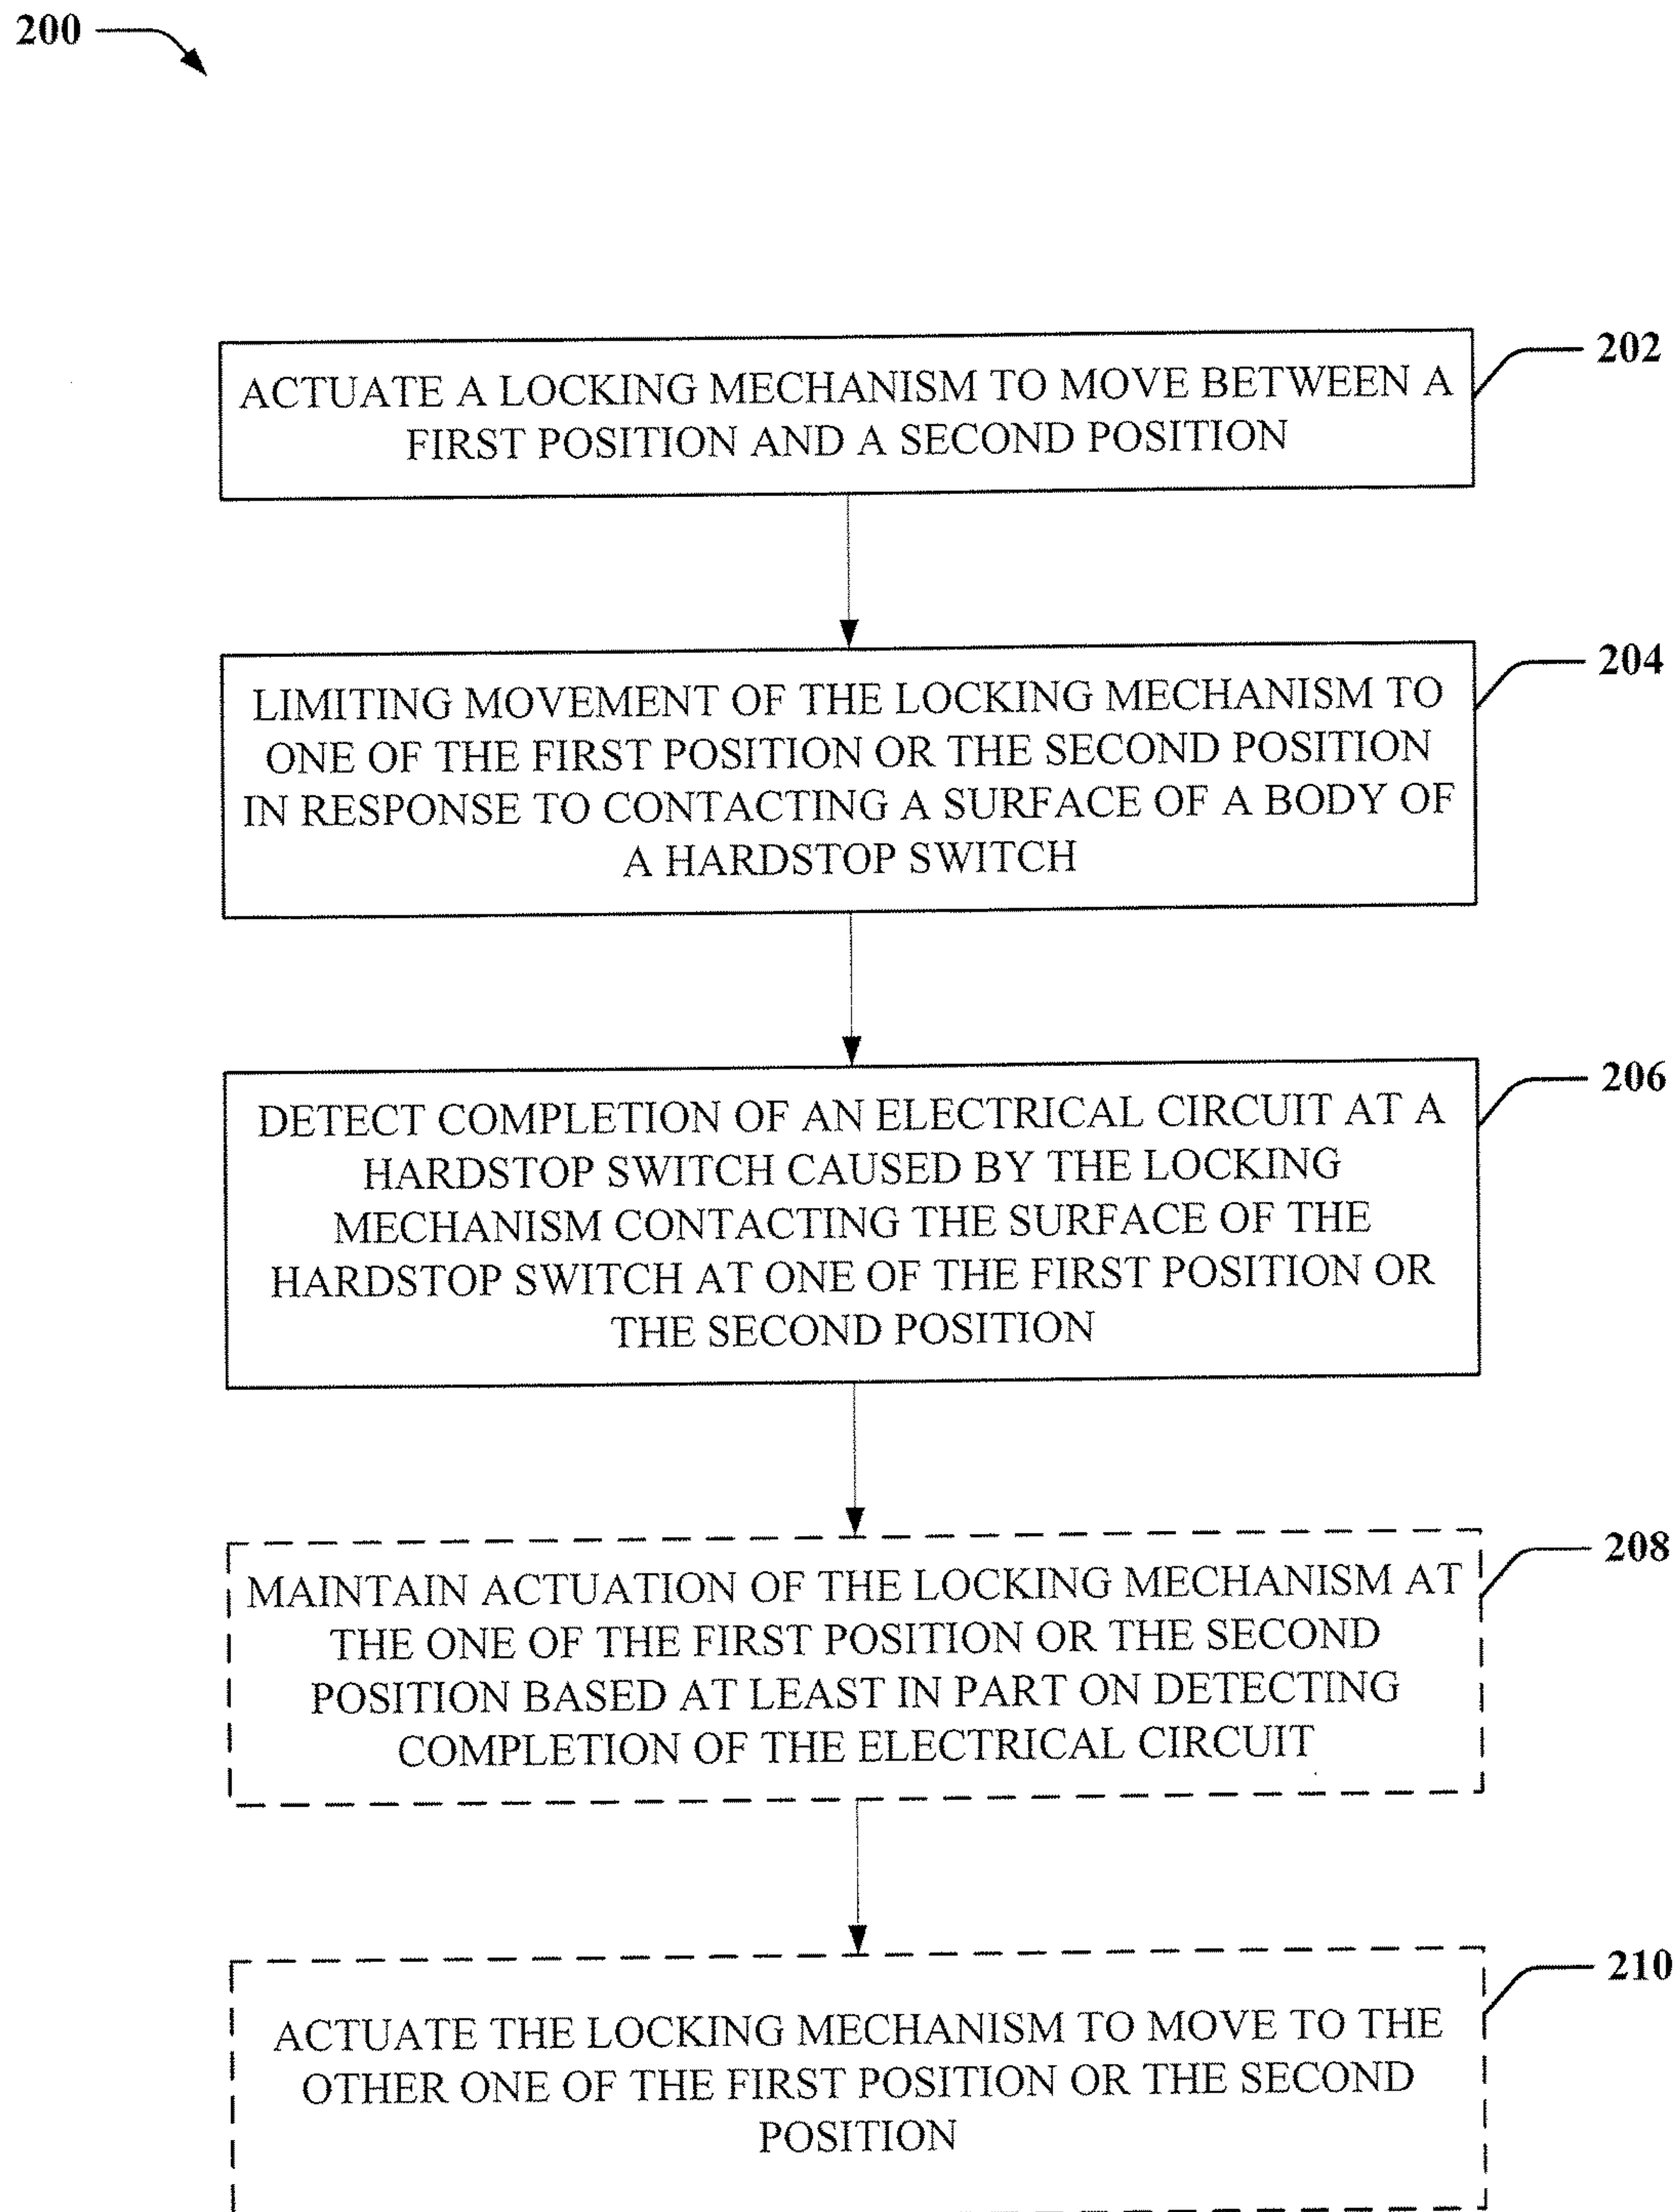 200
202
ACTUATE A LOCKING MECHANISM TO MOVE BETWEEN A
FIRST POSITION AND A SECOND POSITION
204
LIMITING MOVEMENT OF THE LOCKING MECHANISM TO
ONE OF THE FIRST POSITION OR THE SECOND POSITION
IN RESPONSE TO CONTACTING A SURFACE OF A BODY OF
A HARDSTOP SWITCH
206
DETECT COMPLETION OF AN ELECTRICAL CIRCUIT AT A
HARDSTOP SWITCH CAUSED BY THE LOCKING
MECHANISM CONTACTING THE SURFACE OF THE
HARDSTOP SWITCH AT ONE OF THE FIRST POSITION OR
THE SECOND POSITION
208
MAINTAIN ACTUATION OF THE LOCKING MECHANISM AT
THE ONE OF THE FIRST POSITION OR THE SECOND
POSITION BASED AT LEAST IN PART ON DETECTING
COMPLETION OF THE ELECTRICAL CIRCUIT
210
ACTUATE THE LOCKING MECHANISM TO MOVE TO THE
OTHER ONE OF THE FIRST POSITION OR THE SECOND
POSITION